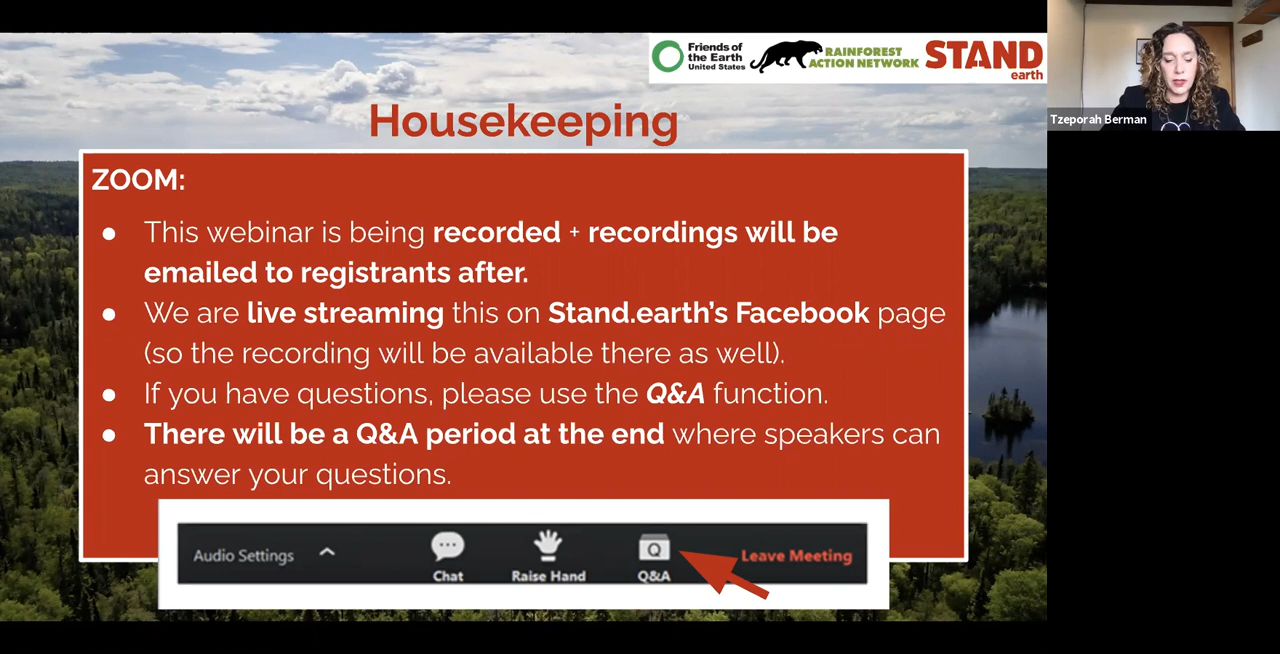 Friends of
the Earth
United States
RAINFOREST
ACTION NETWORK
STAND
earth
Tzeporah Berman
Housekeeping
ZOOM:
● This webinar is being recorded + recordings will be
emailed to registrants after.
● We are live streaming this on Stand.earth’s Facebook page
(so the recording will be available there as well).
● If you have questions, please use the Q&A function.
● There will be a Q&A period at the end where speakers can
answer your questions.
Audio Settings
Chat
Raise Hand
Q
Q&A
Leave Meeting